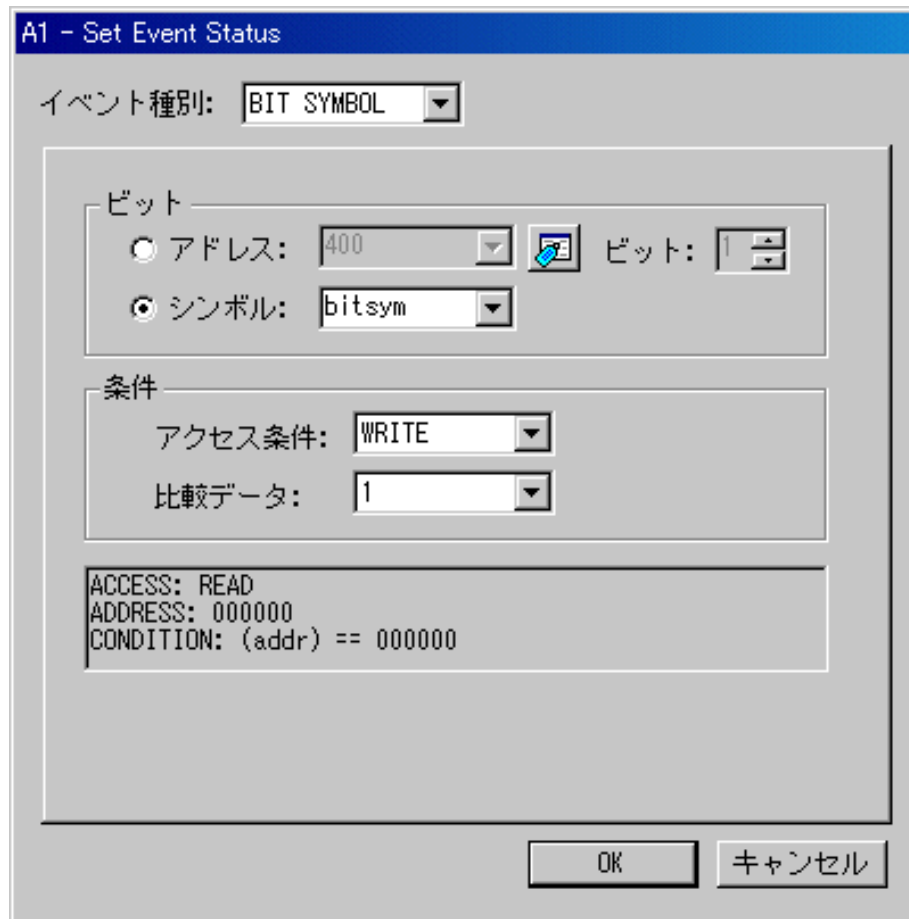 A1 - Set Event Status
イベント種別: BIT SYMBOL
ビット
アドレス: 400 ビット: 1
シンボル: bitsym
条件
アクセス条件: WRITE
比較データ: 1
ACCESS: READ
ADDRESS: 000000
CONDITION: (addr) == 000000
OK キャンセル